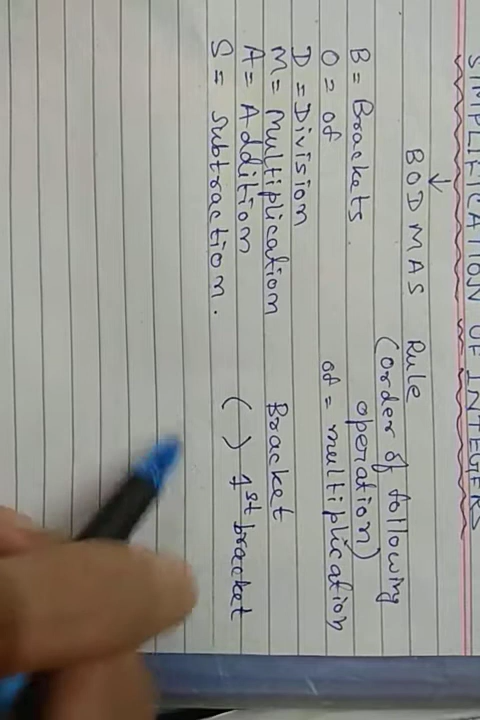 SIMPLIFICATION OF INTEGERS
↓
BODMAS Rule
(order of following
operation)
B = Brackets.
O = of
of = multiplication
D = Division
M = Multiplication
Bracket
A = Addition
( ) 1st bracket
S = Subtraction.